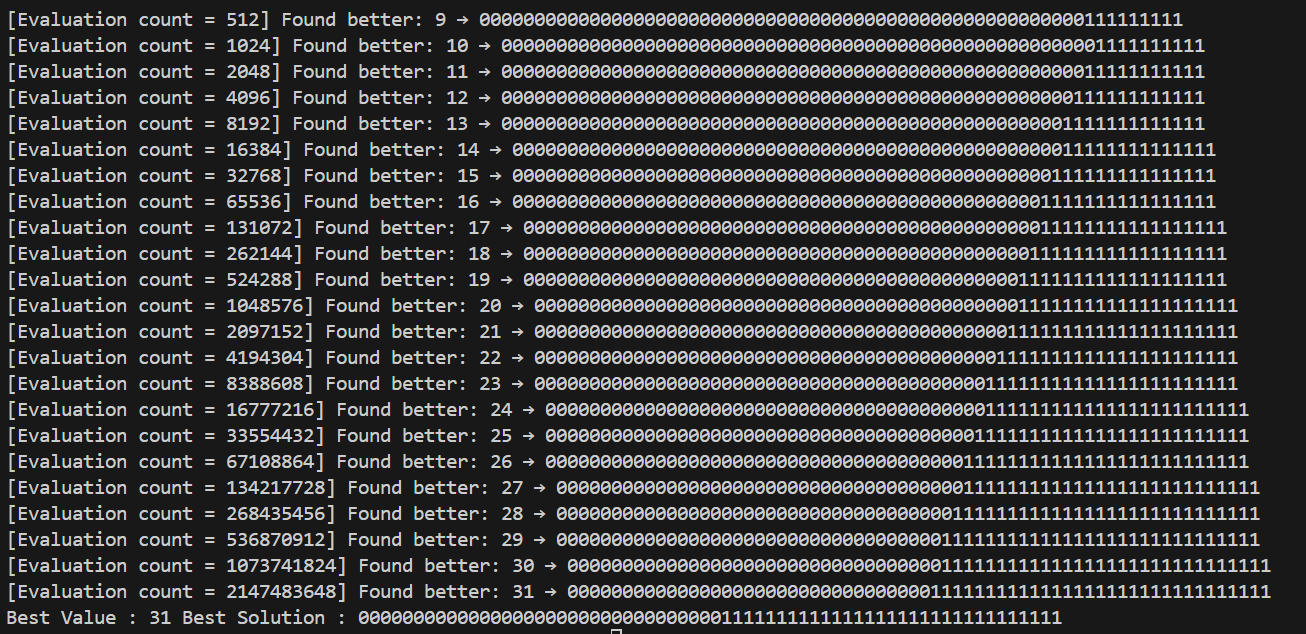 [Evaluation count = 512] Found better: 9 → 0000000000000000000000000000000000000000000000000000000111111111
[Evaluation count = 1024] Found better: 10 → 0000000000000000000000000000000000000000000000000000001111111111
[Evaluation count = 2048] Found better: 11 → 0000000000000000000000000000000000000000000000000000011111111111
[Evaluation count = 4096] Found better: 12 → 0000000000000000000000000000000000000000000000000000111111111111
[Evaluation count = 8192] Found better: 13 → 0000000000000000000000000000000000000000000000000001111111111111
[Evaluation count = 16384] Found better: 14 → 0000000000000000000000000000000000000000000000000011111111111111
[Evaluation count = 32768] Found better: 15 → 0000000000000000000000000000000000000000000000000111111111111111
[Evaluation count = 65536] Found better: 16 → 0000000000000000000000000000000000000000000000001111111111111111
[Evaluation count = 131072] Found better: 17 → 0000000000000000000000000000000000000000000000011111111111111111
[Evaluation count = 262144] Found better: 18 → 0000000000000000000000000000000000000000000000111111111111111111
[Evaluation count = 524288] Found better: 19 → 0000000000000000000000000000000000000000000001111111111111111111
[Evaluation count = 1048576] Found better: 20 → 0000000000000000000000000000000000000000000011111111111111111111
[Evaluation count = 2097152] Found better: 21 → 0000000000000000000000000000000000000000000111111111111111111111
[Evaluation count = 4194304] Found better: 22 → 0000000000000000000000000000000000000000001111111111111111111111
[Evaluation count = 8388608] Found better: 23 → 0000000000000000000000000000000000000000011111111111111111111111
[Evaluation count = 16777216] Found better: 24 → 0000000000000000000000000000000000000000111111111111111111111111
[Evaluation count = 33554432] Found better: 25 → 0000000000000000000000000000000000000001111111111111111111111111
[Evaluation count = 67108864] Found better: 26 → 0000000000000000000000000000000000000011111111111111111111111111
[Evaluation count = 134217728] Found better: 27 → 0000000000000000000000000000000000000111111111111111111111111111
[Evaluation count = 268435456] Found better: 28 → 0000000000000000000000000000000000001111111111111111111111111111
[Evaluation count = 536870912] Found better: 29 → 0000000000000000000000000000000000011111111111111111111111111111
[Evaluation count = 1073741824] Found better: 30 → 0000000000000000000000000000000000111111111111111111111111111111
[Evaluation count = 2147483648] Found better: 31 → 0000000000000000000000000000000001111111111111111111111111111111
Best Value : 31 Best Solution : 0000000000000000000000000000000001111111111111111111111111111111